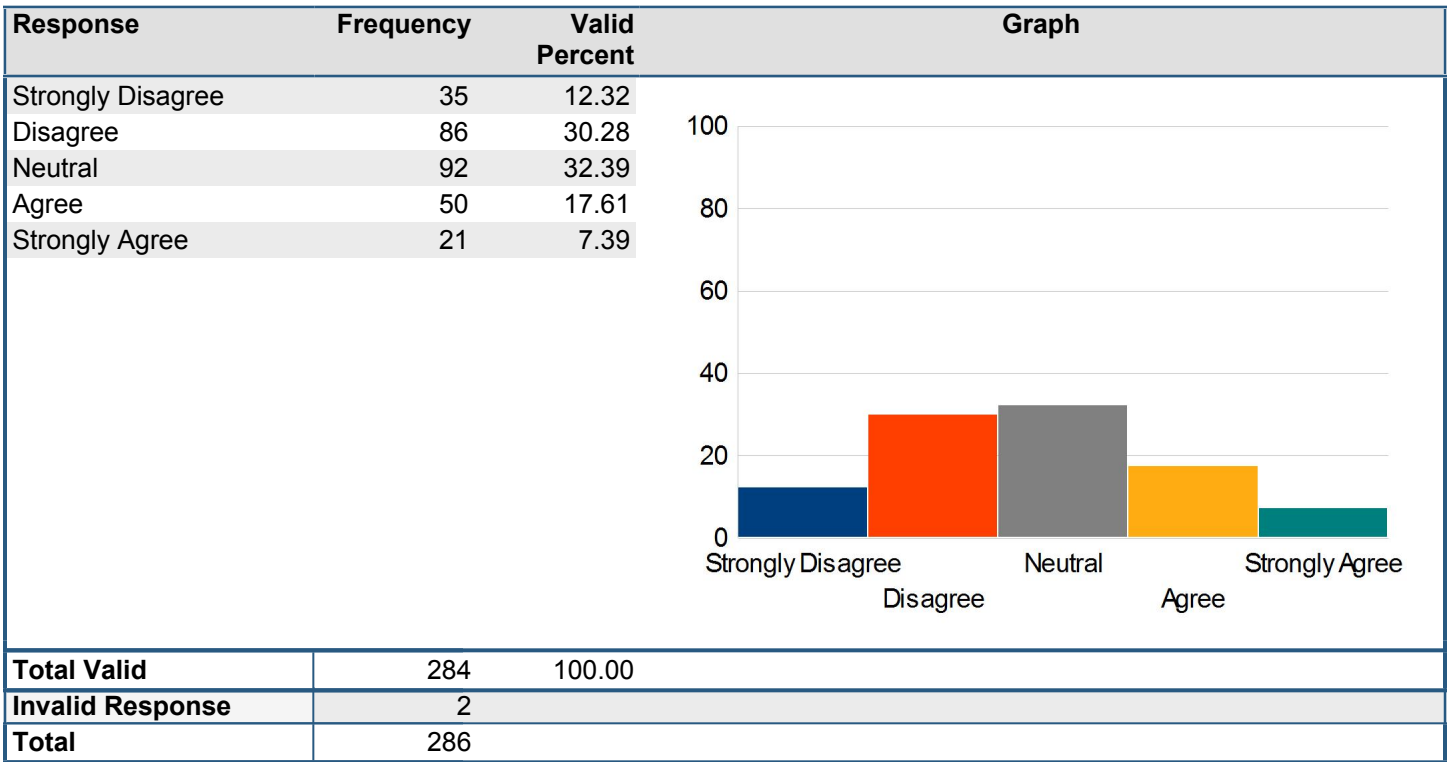 Response Frequency Valid Percent Graph
Strongly Disagree 35 12.32
Disagree 86 30.28
Neutral 92 32.39
Agree 50 17.61
Strongly Agree 21 7.39
100
80
60
40
20
0
Strongly Disagree Neutral Strongly Agree
Disagree Agree
Total Valid 284 100.00
Invalid Response 2
Total 286